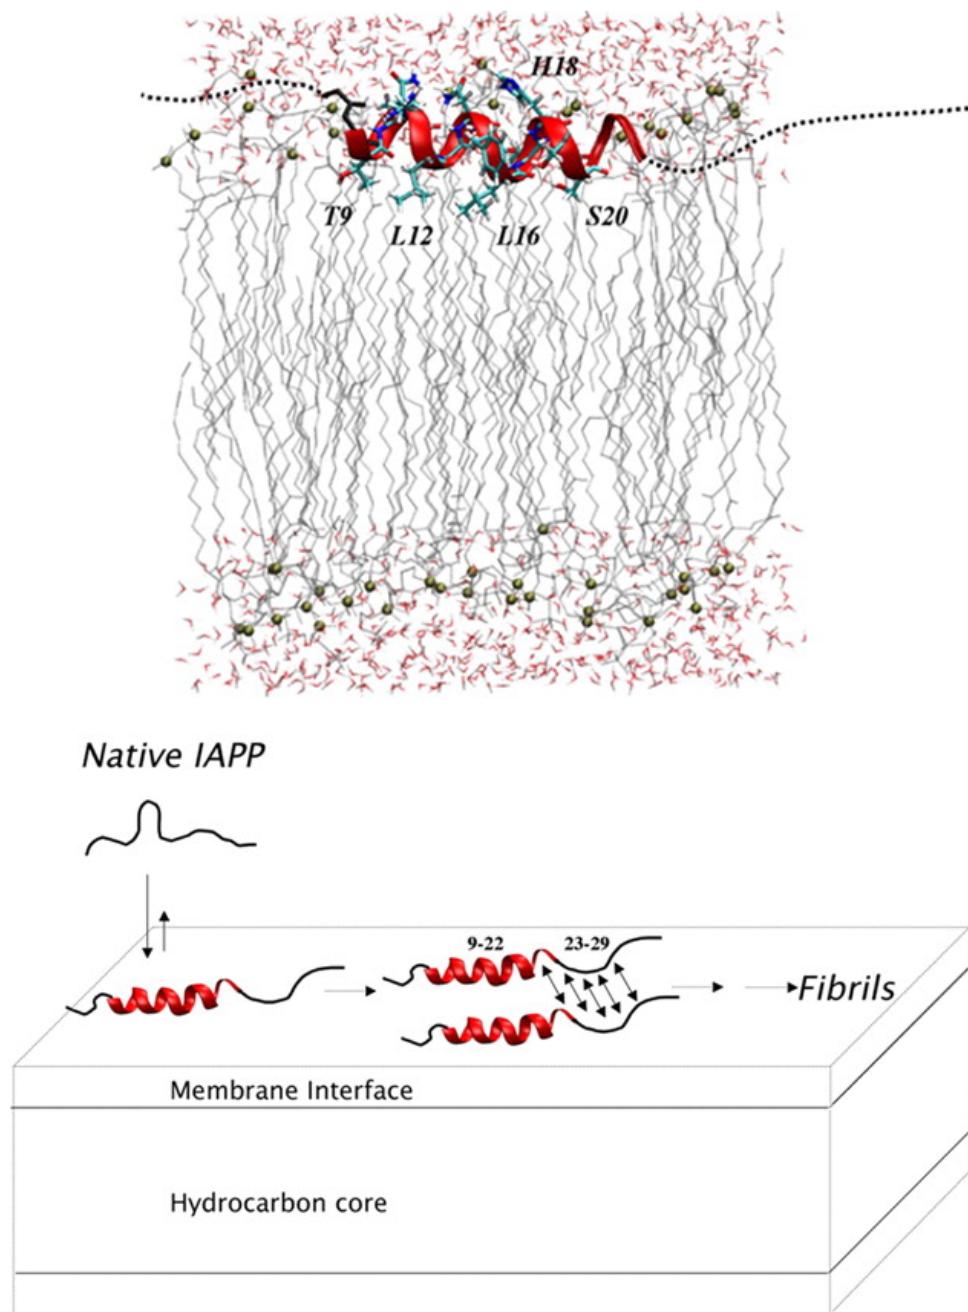 H18
T9
L12
L16
S20
Native IAPP
9-22
23-29
Fibrils
Membrane Interface
Hydrocarbon core